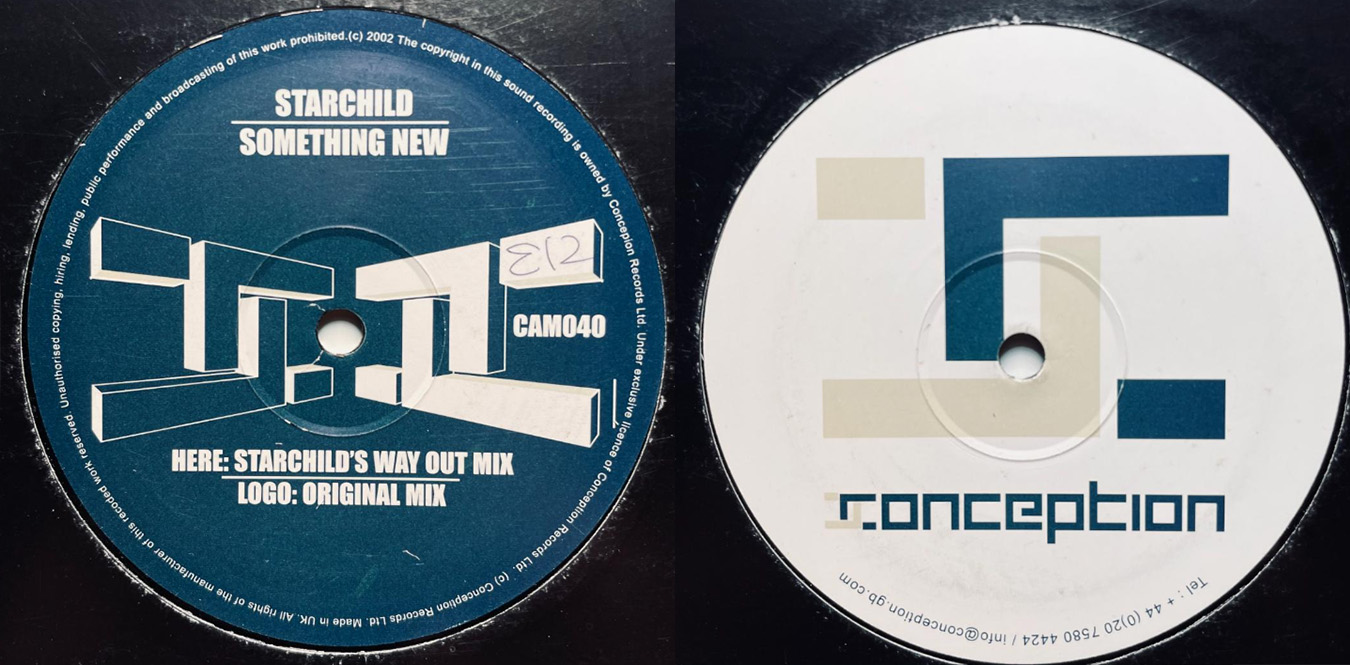 STARCHILD
SOMETHING NEW
E12
CAM040
HERE: STARCHILD'S WAY OUT MIX
LOGO: ORIGINAL MIX
All rights of the manufacturer of this recoded work reserved. Unauthorised copying, hiring, lending, public performance and broadcasting of this work prohibited.(c) 2002 The copyright in this sound recording is owned by Concepion Records Ltd. Under exclusive licence of Conception Records Ltd. (c) Conception Records Ltd. Made in UK.
conception
Tel : + 44 (0)20 7580 4424 / info@conception.gb.com